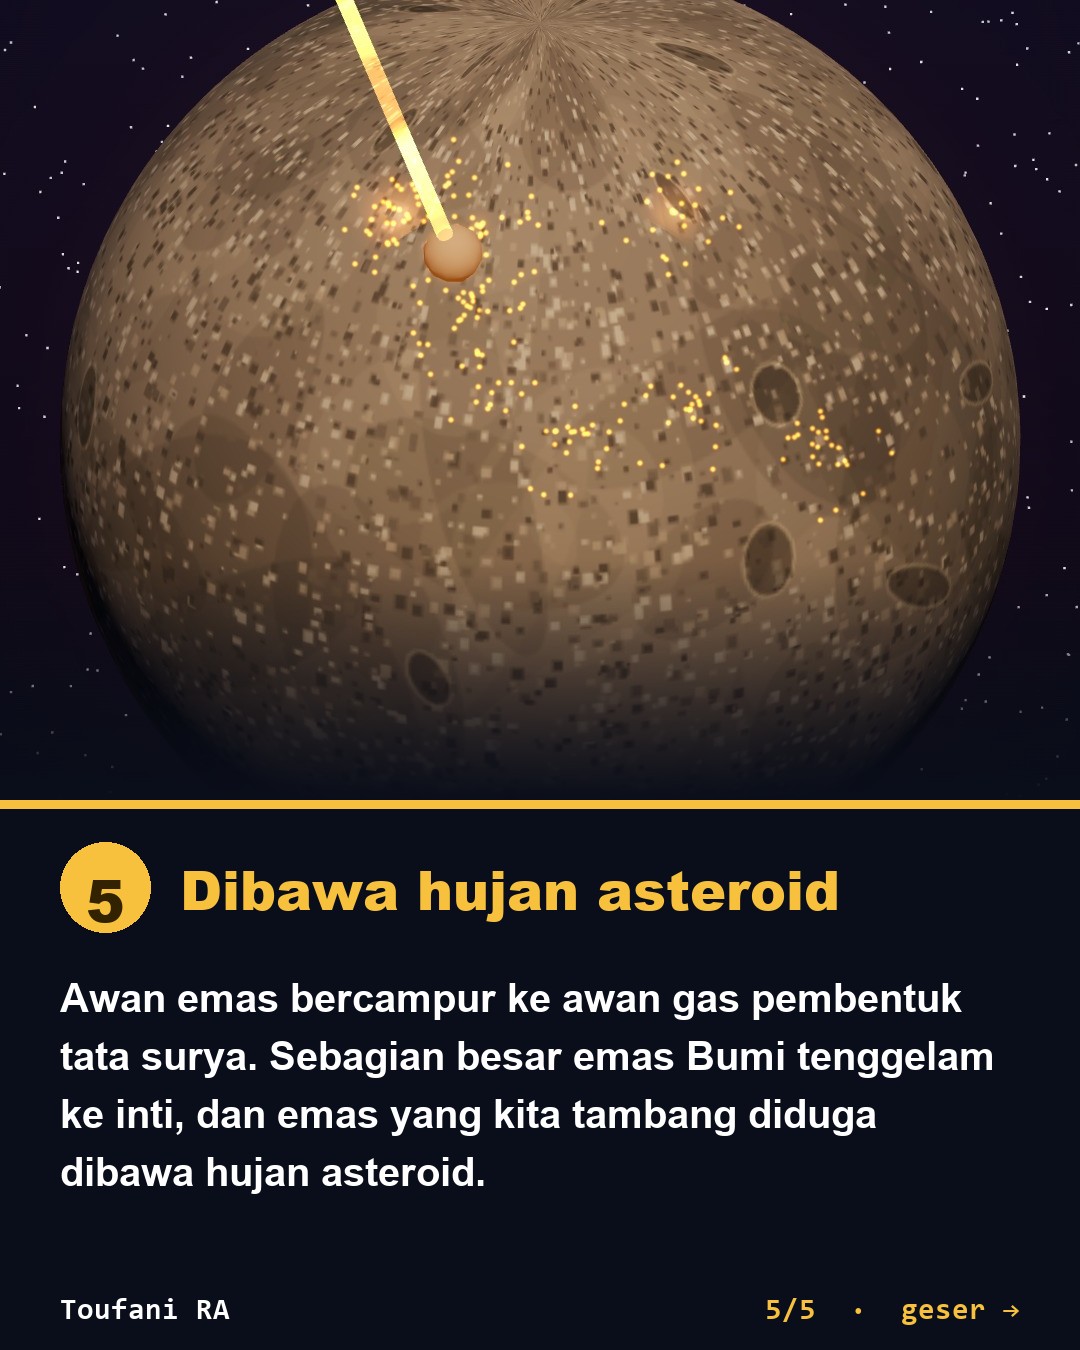 5 Dibawa hujan asteroid
Awan emas bercampur ke awan gas pembentuk
tata surya. Sebagian besar emas Bumi tenggelam
ke inti, dan emas yang kita tambang diduga
dibawa hujan asteroid.
Toufani RA 5/5 · geser →